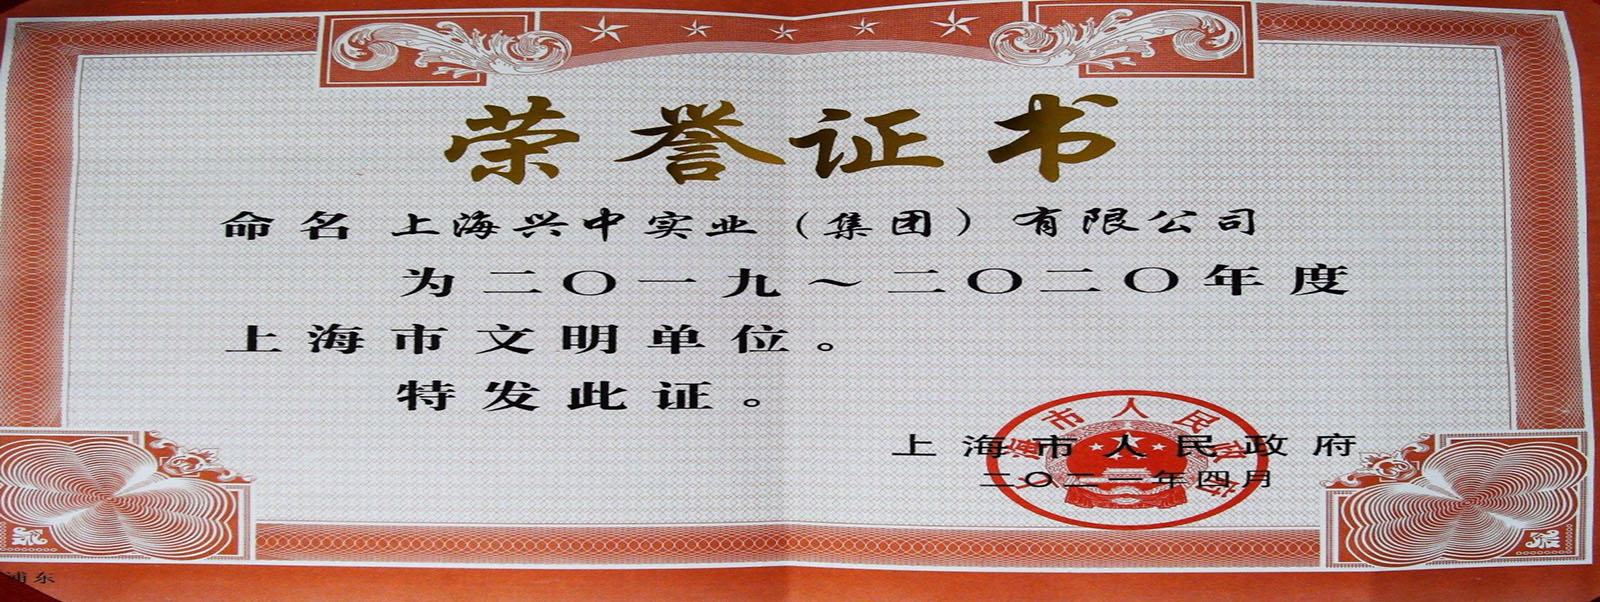 荣誉证书
命名 上海兴中实业（集团）有限公司
为二〇一九～二〇二〇年度
上海市文明单位。
特发此证。
上海市人民政府
二〇二一年四月
浦东